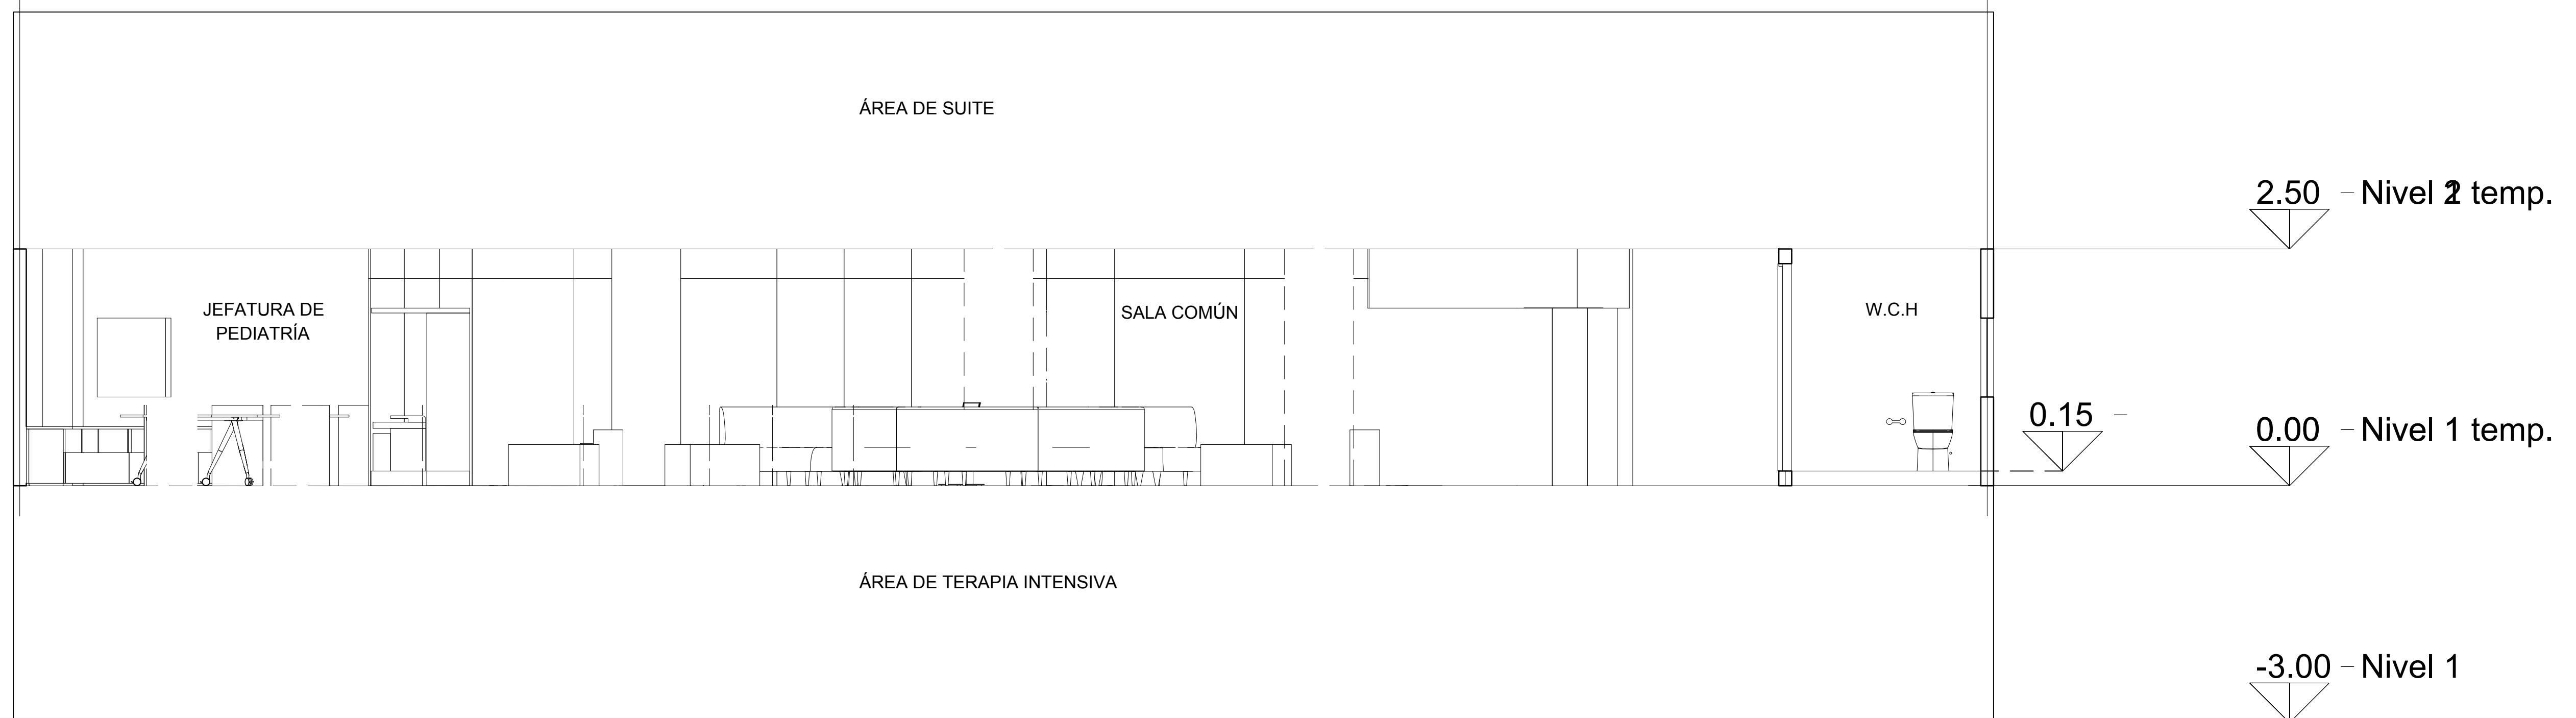 ÁREA DE SUITE
2.50 Nivel temp.
JEFATURA DE
PEDIATRÍA
SALA COMÚN
W.C.H
0.15
0.00 Nivel 1 temp.
ÁREA DE TERAPIA INTENSIVA
-3.00 Nivel 1